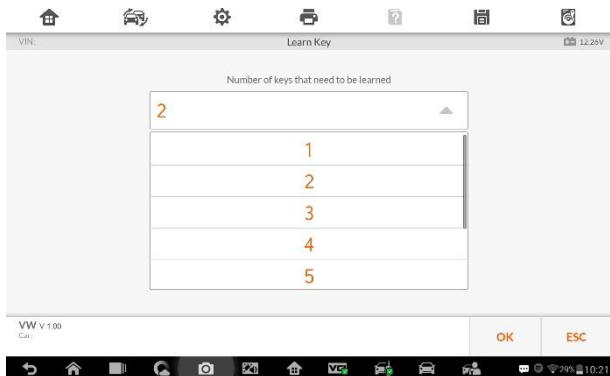 VIN:
Learn Key
12.26V
Number of keys that need to be learned
2
1
2
3
4
5
VW V 1.00
Car:
OK
ESC
29%
10:21